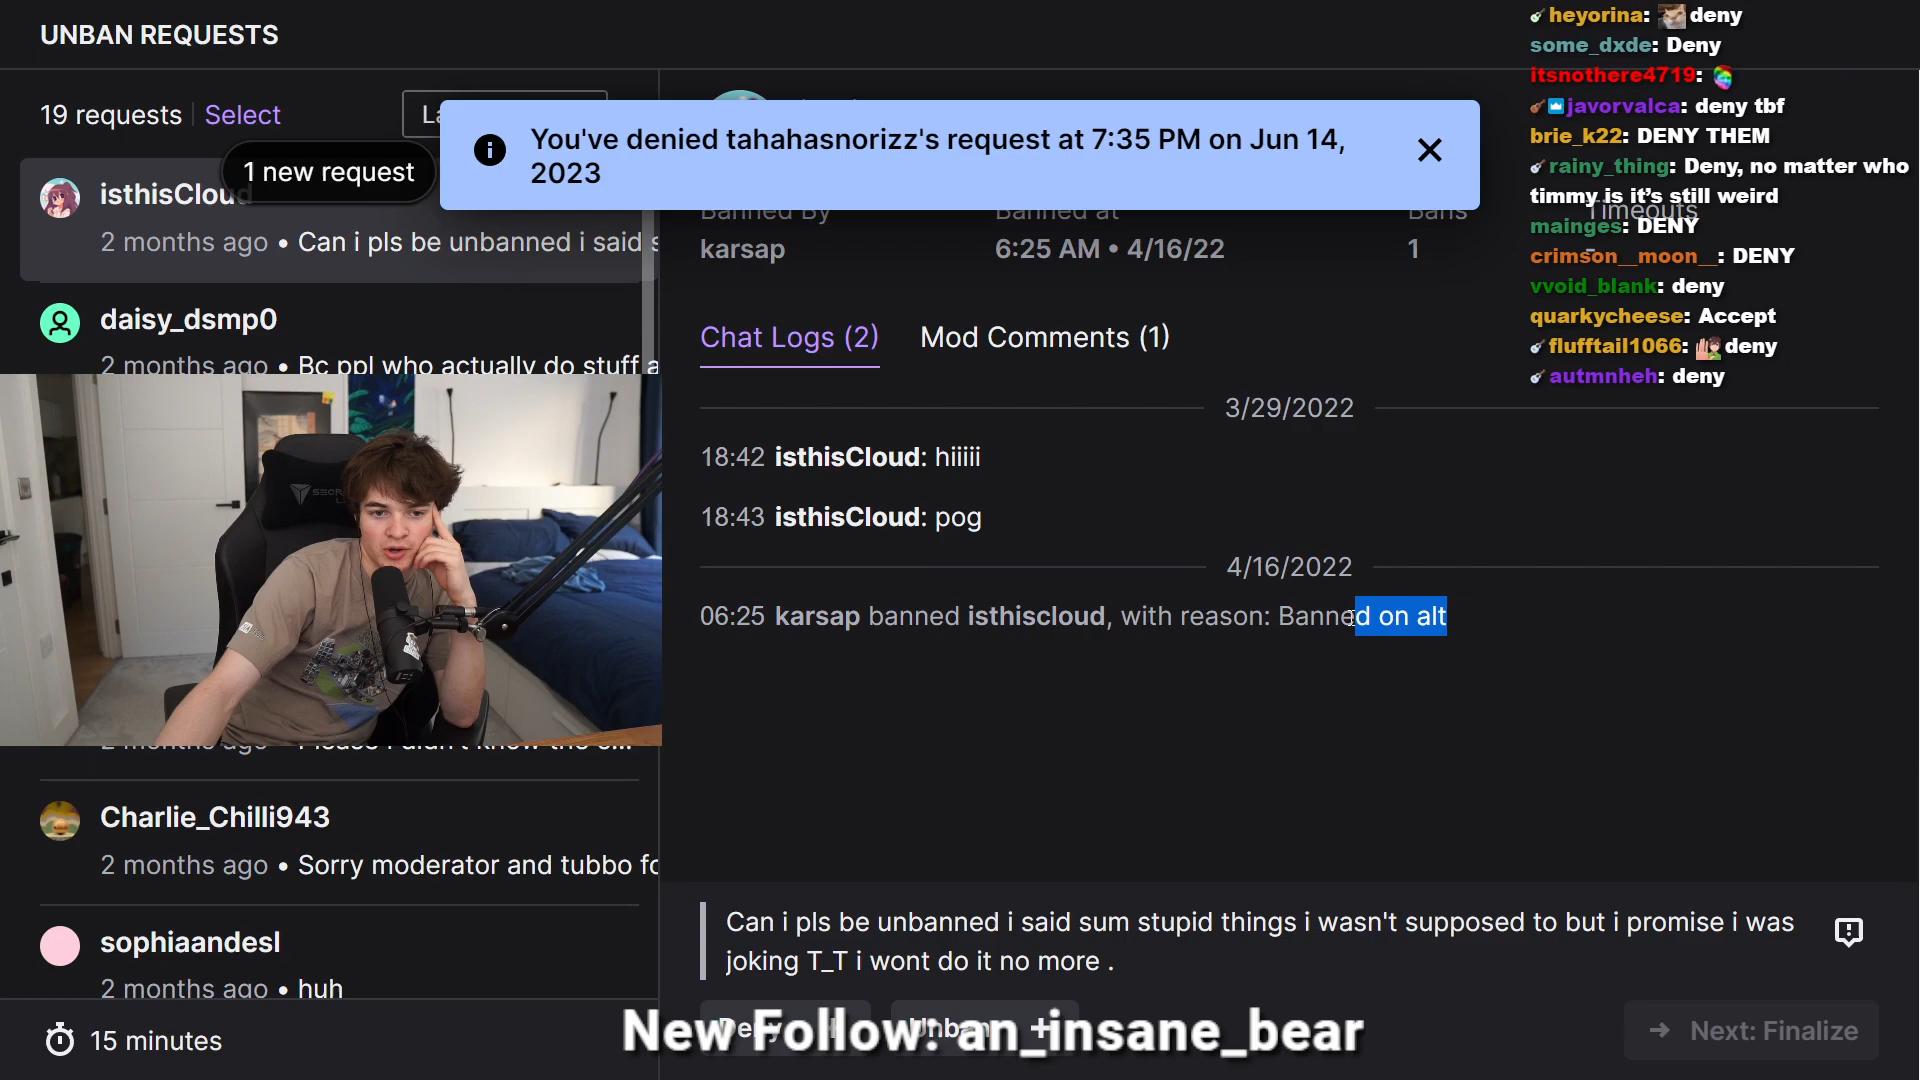 UNBAN REQUESTS
19 requests
Select
1 new request
You've denied tahahasnorizz's request at 7:35 PM on Jun 14,
2023
isthisCloud
2 months ago • Can i pls be unbanned i said s
daisy_dsmp0
2 months ago • Bc ppl who actually do stuff a
Charlie_Chilli943
2 months ago • Sorry moderator and tubbo fo
sophiaandesl
2 months ago • huh
15 minutes
Banned By
Banned at
Bans
Timeouts
karsap
6:25 AM • 4/16/22
1
Chat Logs (2)
Mod Comments (1)
3/29/2022
18:42 isthisCloud: hiiiii
18:43 isthisCloud: pog
4/16/2022
06:25 karsap banned isthiscloud, with reason: Banned on alt
Can i pls be unbanned i said sum stupid things i wasn't supposed to but i promise i was
joking T_T i wont do it no more .
Deny
Unban
Next: Finalize
New Follow: an_insane_bear
heyorina: deny
some_dxde: Deny
itsnothere4719:
javorvalca: deny tbf
brie_k22: DENY THEM
rainy_thing: Deny, no matter who
timmy is it's still weird
mainges: DENY
crimson__moon__: DENY
vvoid_blank: deny
quarkycheese: Accept
flufftail1066: deny
autmnheh: deny